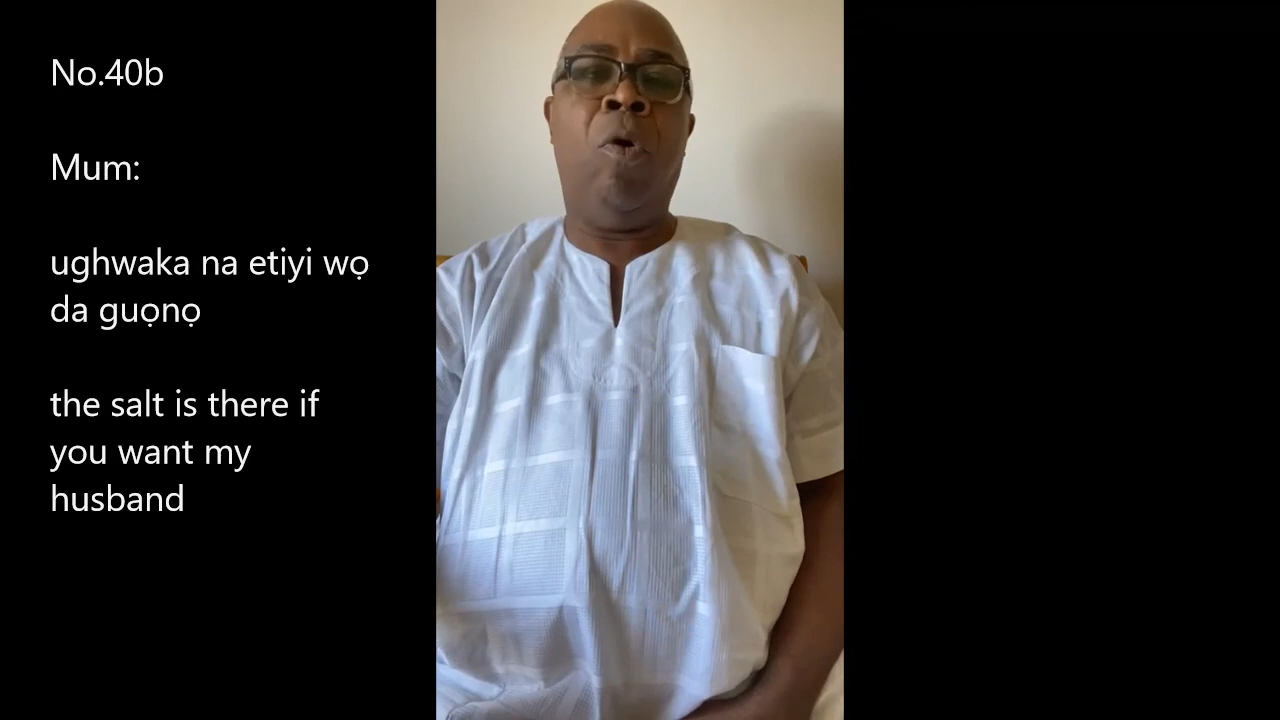 No.40b
Mum:
ughwaka na etiyi wọ
da guọnọ
the salt is there if
you want my
husband